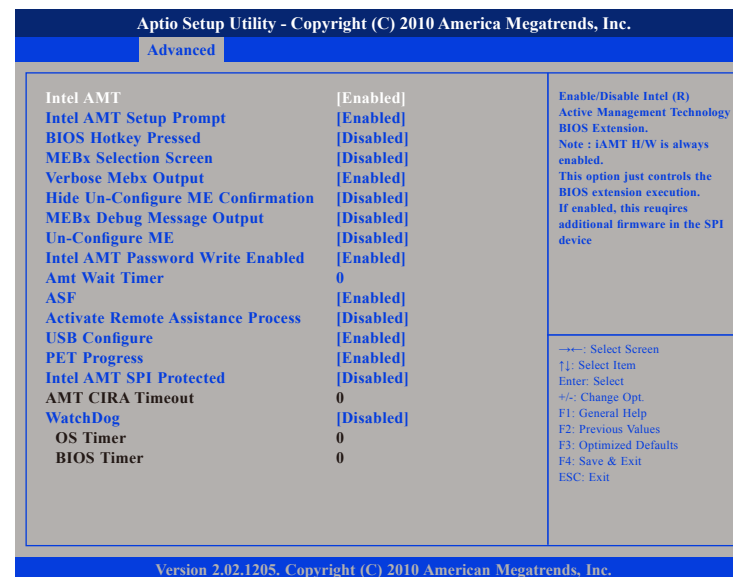 Aptio Setup Utility - Copyright (C) 2010 America Megatrends, Inc.
Advanced
Intel AMT [Enabled]
Intel AMT Setup Prompt [Enabled]
BIOS Hotkey Pressed [Disabled]
MEBx Selection Screen [Disabled]
Verbose Mebx Output [Enabled]
Hide Un-Configure ME Confirmation [Disabled]
MEBx Debug Message Output [Disabled]
Un-Configure ME [Disabled]
Intel AMT Password Write Enabled [Enabled]
Amt Wait Timer 0
ASF [Enabled]
Activate Remote Assistance Process [Disabled]
USB Configure [Enabled]
PET Progress [Enabled]
Intel AMT SPI Protected [Disabled]
AMT CIRA Timeout 0
WatchDog [Disabled]
OS Timer 0
BIOS Timer 0
Enable/Disable Intel (R)
Active Management Technology
BIOS Extension.
Note : iAMT H/W is always
enabled.
This option just controls the
BIOS extension execution.
If enabled, this reuqires
additional firmware in the SPI
device
→←: Select Screen
↑↓: Select Item
Enter: Select
+/-: Change Opt.
F1: General Help
F2: Previous Values
F3: Optimized Defaults
F4: Save & Exit
ESC: Exit
Version 2.02.1205. Copyright (C) 2010 American Megatrends, Inc.